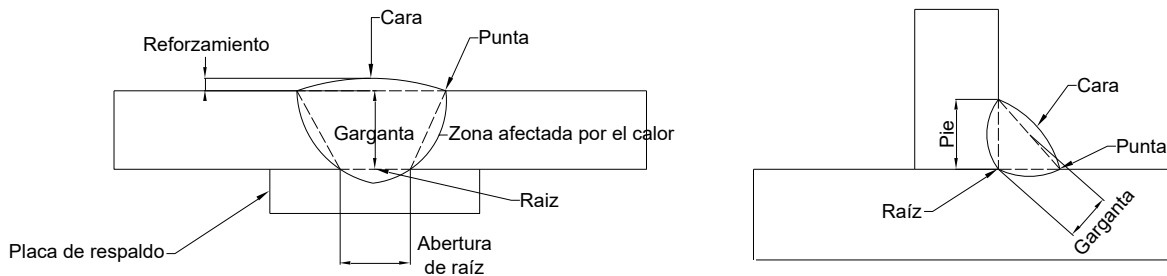 Cara
Reforzamiento
Punta
Garganta
Zona afectada por el calor
Raiz
Placa de respaldo
Abertura
de raíz
Cara
Pie
Punta
Raíz
Garganta